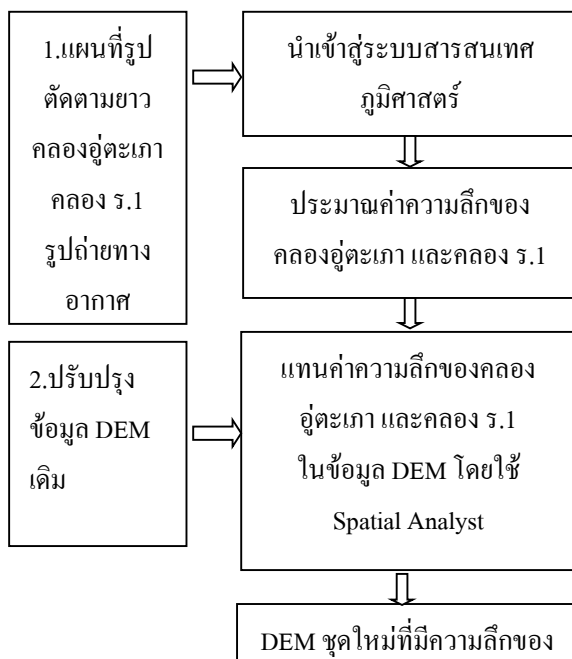 1.แผนที่รูป
ตัดตามยาว
คลองอู่ตะเภา
คลอง ร.1
รูปถ่ายทาง
อากาศ
นำเข้าสู่ระบบสารสนเทศ
ภูมิศาสตร์
ประมาณค่าความลึกของ
คลองอู่ตะเภา และคลอง ร.1
2.ปรับปรุง
ข้อมูล DEM
เดิม
แทนค่าความลึกของคลอง
อู่ตะเภา และคลอง ร.1
ในข้อมูล DEM โดยใช้
Spatial Analyst
DEM ชุดใหม่ที่มีความลึกของ